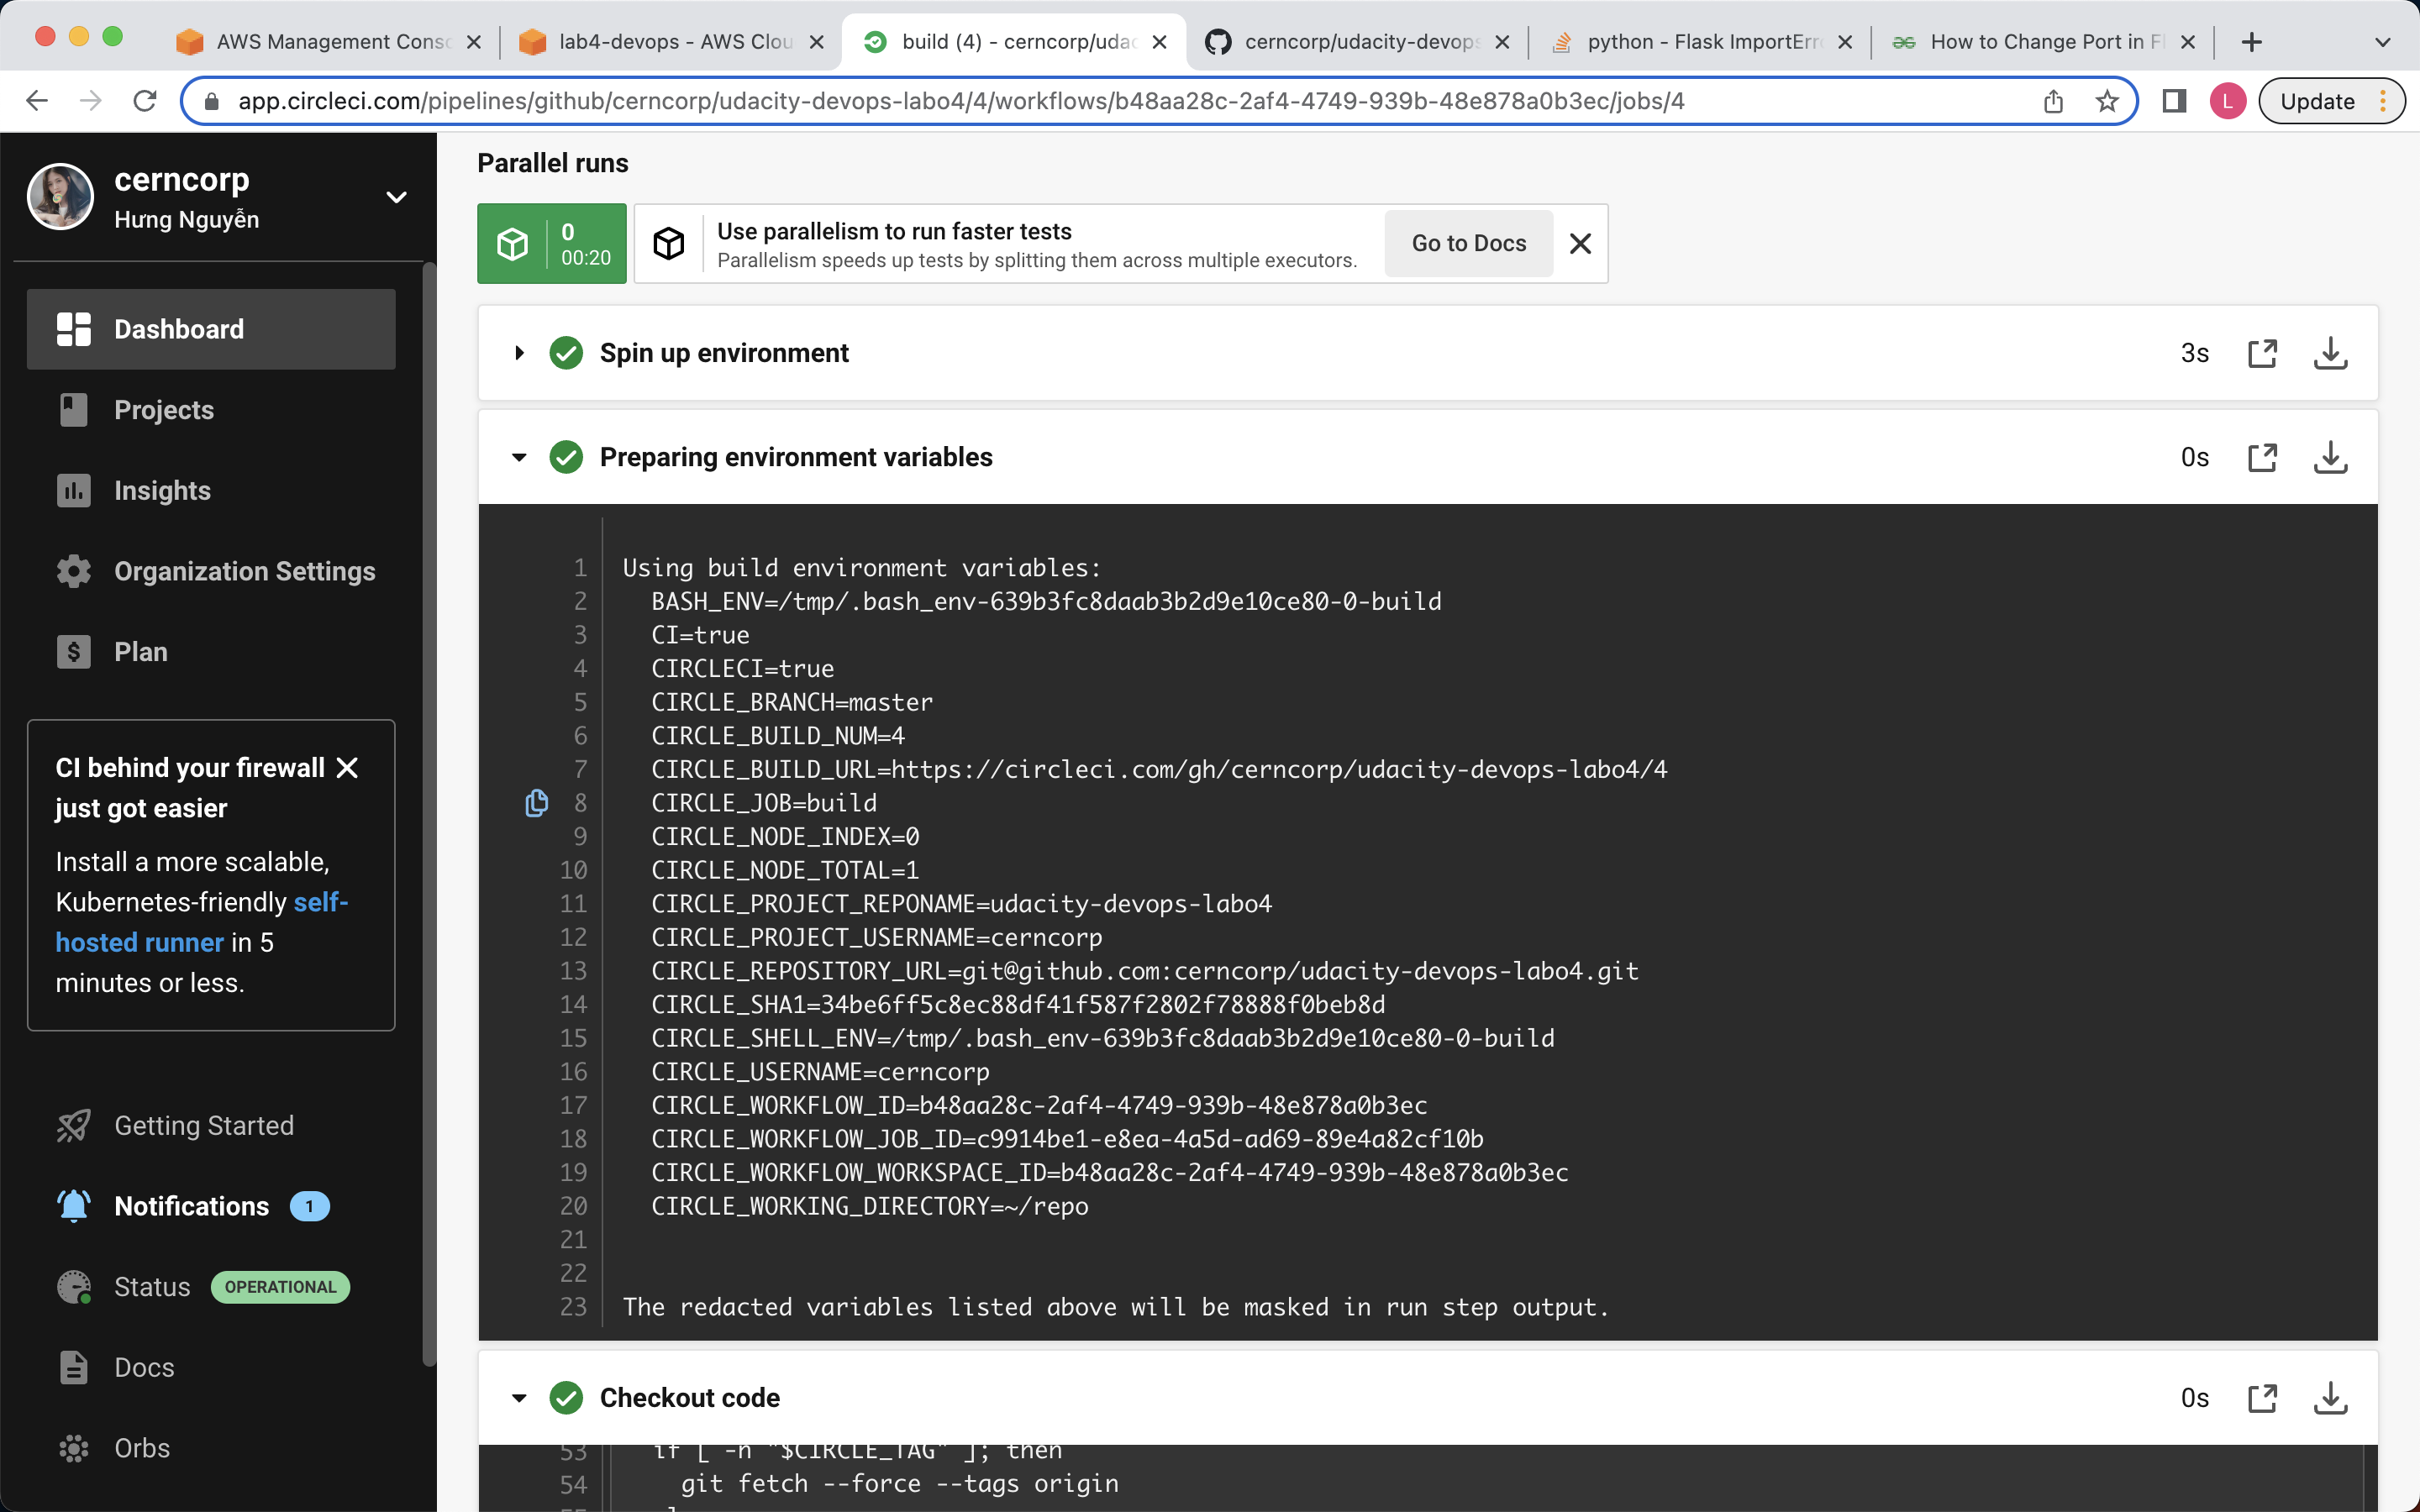 AWS Management Conso
lab4-devops - AWS Clou
build (4) - cerncorp/udac
cerncorp/udacity-devops
python - Flask ImportErro
How to Change Port in Fl
app.circleci.com/pipelines/github/cerncorp/udacity-devops-labo4/4/workflows/b48aa28c-2af4-4749-939b-48e878a0b3ec/jobs/4
L
Update
cerncorp
Hưng Nguyễn
Dashboard
Projects
Insights
Organization Settings
Plan
CI behind your firewall
just got easier
Install a more scalable,
Kubernetes-friendly self-
hosted runner in 5
minutes or less.
Getting Started
Notifications 1
Status OPERATIONAL
Docs
Orbs
Parallel runs
0
00:20
Use parallelism to run faster tests
Parallelism speeds up tests by splitting them across multiple executors.
Go to Docs
Spin up environment 3s
Preparing environment variables 0s
1 Using build environment variables:
2 BASH_ENV=/tmp/.bash_env-639b3fc8daab3b2d9e10ce80-0-build
3 CI=true
4 CIRCLECI=true
5 CIRCLE_BRANCH=master
6 CIRCLE_BUILD_NUM=4
7 CIRCLE_BUILD_URL=https://circleci.com/gh/cerncorp/udacity-devops-labo4/4
8 CIRCLE_JOB=build
9 CIRCLE_NODE_INDEX=0
10 CIRCLE_NODE_TOTAL=1
11 CIRCLE_PROJECT_REPONAME=udacity-devops-labo4
12 CIRCLE_PROJECT_USERNAME=cerncorp
13 CIRCLE_REPOSITORY_URL=git@github.com:cerncorp/udacity-devops-labo4.git
14 CIRCLE_SHA1=34be6ff5c8ec88df41f587f2802f78888f0beb8d
15 CIRCLE_SHELL_ENV=/tmp/.bash_env-639b3fc8daab3b2d9e10ce80-0-build
16 CIRCLE_USERNAME=cerncorp
17 CIRCLE_WORKFLOW_ID=b48aa28c-2af4-4749-939b-48e878a0b3ec
18 CIRCLE_WORKFLOW_JOB_ID=c9914be1-e8ea-4a5d-ad69-89e4a82cf10b
19 CIRCLE_WORKFLOW_WORKSPACE_ID=b48aa28c-2af4-4749-939b-48e878a0b3ec
20 CIRCLE_WORKING_DIRECTORY=~/repo
21
22
23 The redacted variables listed above will be masked in run step output.
Checkout code 0s
53 if [ -n "$CIRCLE_TAG" ]; then
54 git fetch --force --tags origin